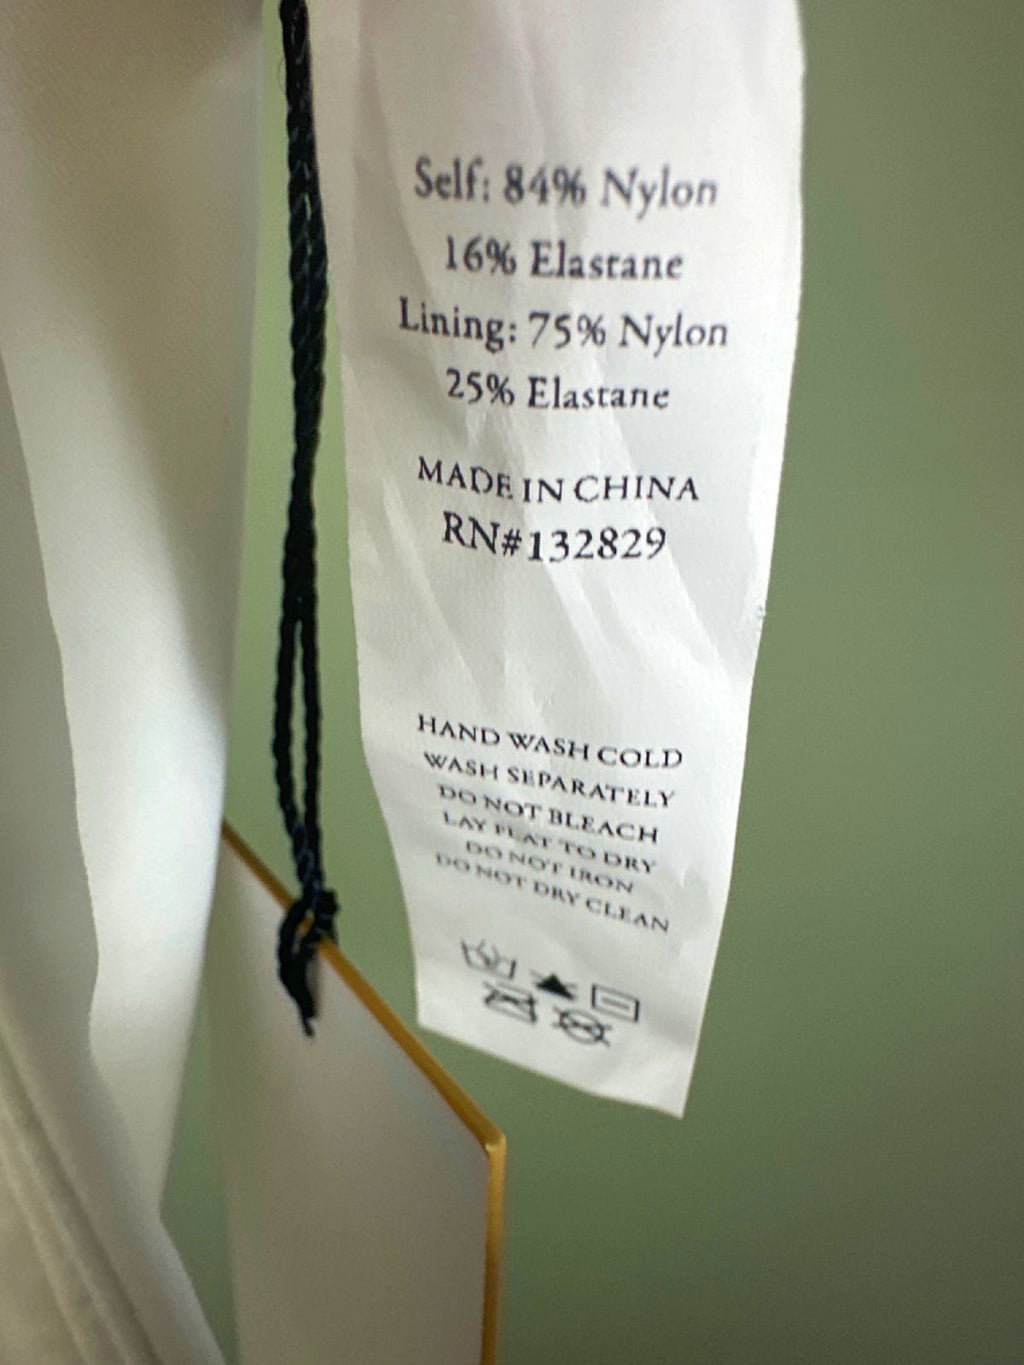 Self: 84% Nylon
16% Elastane
Lining: 75% Nylon
25% Elastane
MADE IN CHINA
RN#132829
HAND WASH COLD
WASH SEPARATELY
DO NOT BLEACH
LAY FLAT TO DRY
DO NOT IRON
DO NOT DRY CLEAN